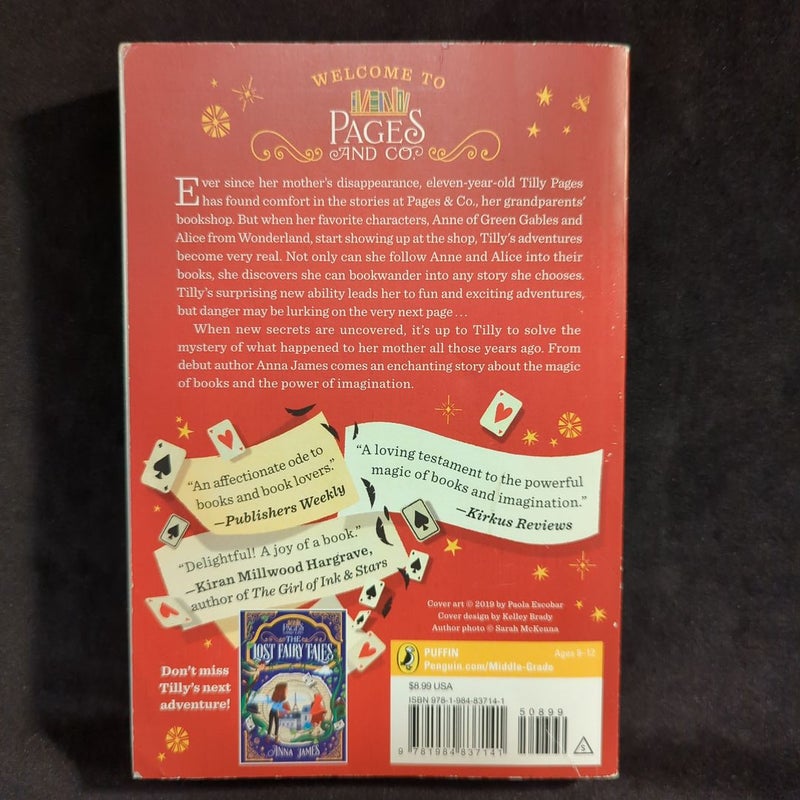 WELCOME TO
PAGES
AND CO.
Ever since her mother's disappearance, eleven-year-old Tilly Pages
has found comfort in the stories at Pages & Co., her grandparents'
bookshop. But when her favorite characters, Anne of Green Gables and
Alice from Wonderland, start showing up at the shop, Tilly's adventures
become very real. Not only can she follow Anne and Alice into their
books, she discovers she can bookwander into any story she chooses.
Tilly's surprising new ability leads her to fun and exciting adventures,
but danger may be lurking on the very next page . . .
When new secrets are uncovered, it's up to Tilly to solve the
mystery of what happened to her mother all those years ago. From
debut author Anna James comes an enchanting story about the magic
of books and the power of imagination.
"An affectionate ode to
books and book lovers."
—Publishers Weekly
"A loving testament to the powerful
magic of books and imagination."
—Kirkus Reviews
"Delightful! A joy of a book."
—Kiran Millwood Hargrave,
author of The Girl of Ink & Stars
Don't miss
Tilly's next
adventure!
PAGES
& CO.
THE
LOST FAIRY TALES
ANNA JAMES
Cover art © 2019 by Paola Escobar
Cover design by Kelley Brady
Author photo © Sarah McKenna
PUFFIN
Ages 8–12
Penguin.com/Middle-Grade
$8.99 USA
ISBN 978-1-984-83714-1
50899
9 781984 837141
S